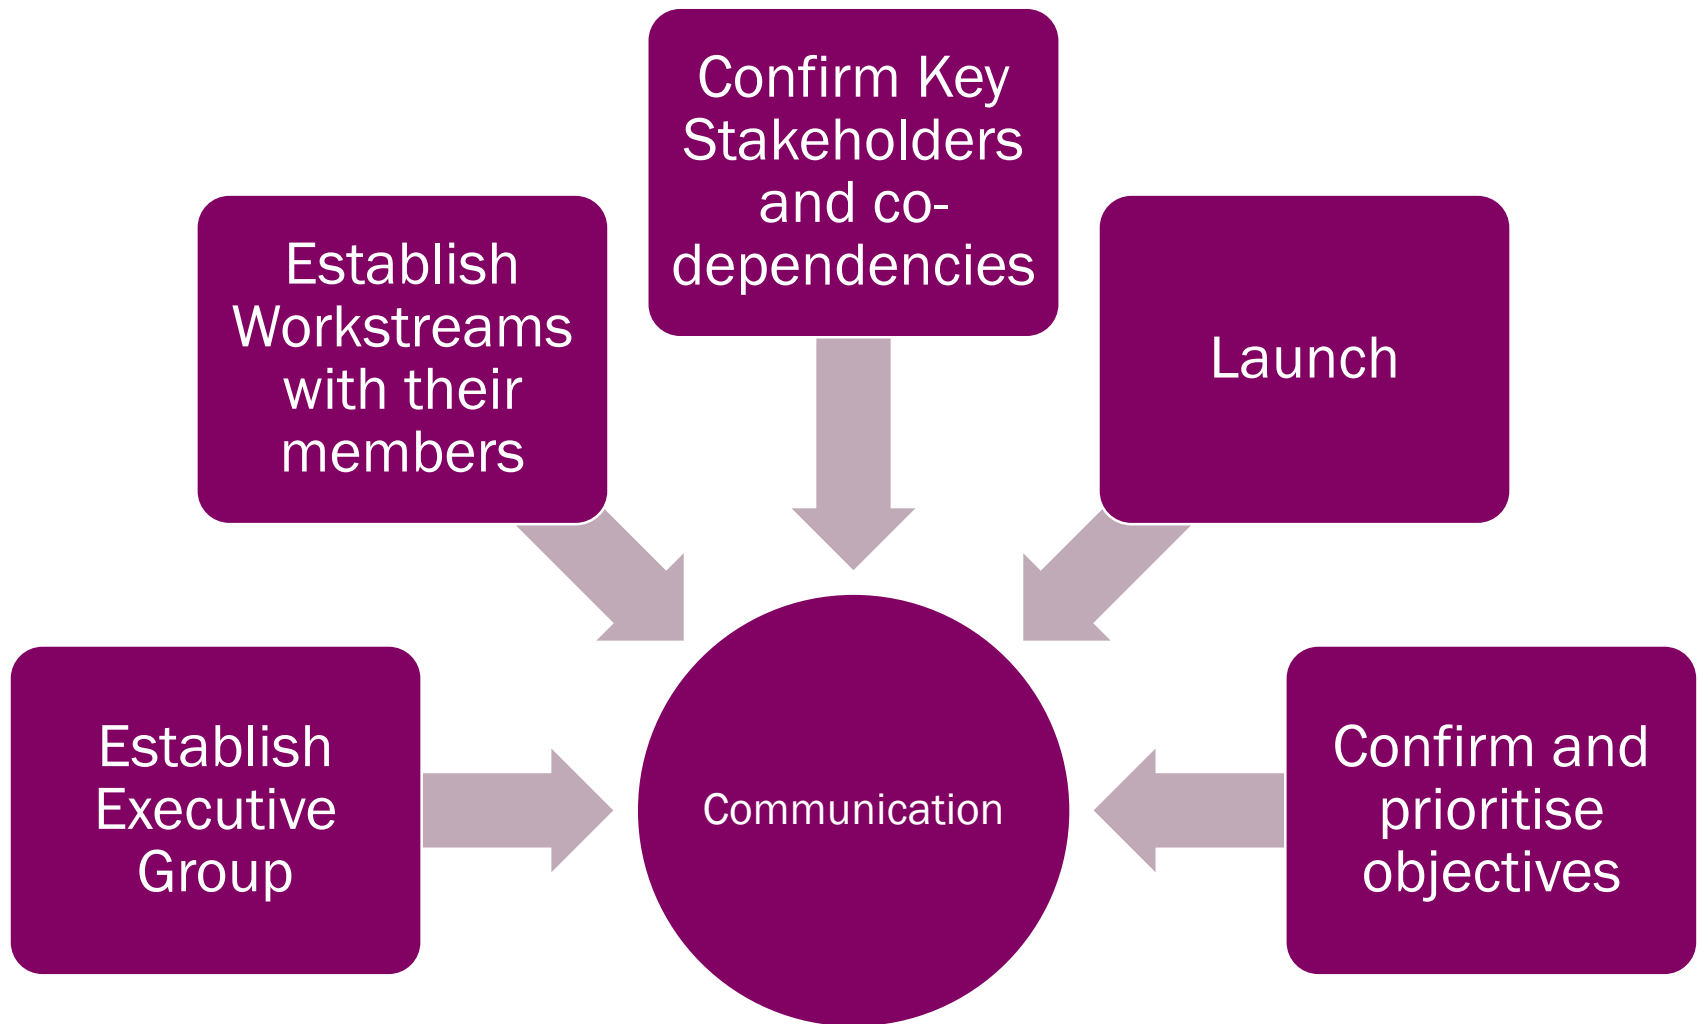 Confirm Key
Stakeholders
and co-
dependencies
Establish
Workstreams
with their
members
Launch
Establish
Executive
Group
Communication
Confirm and
prioritise
objectives